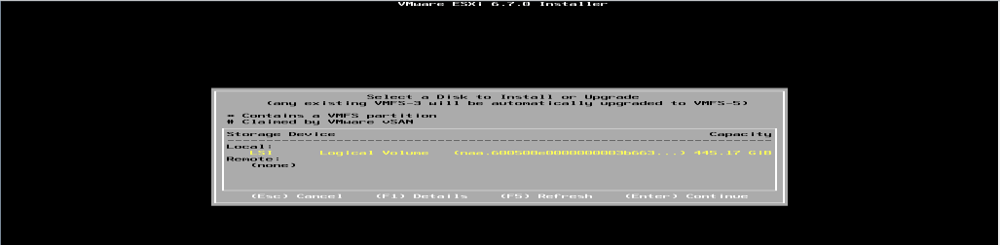 VMware ESXi 6.7.0 Installer
Select a Disk to Install or Upgrade
(any existing VMFS-3 will be automatically upgraded to VMFS-5)
* Contains a VMFS partition
# Claimed by VMware vSAN
Storage Device Capacity
Local:
LSI Logical Volume (naa.600508e0000000003b663...) 445.17 GiB
Remote:
(none)
(Esc) Cancel (F1) Details (F5) Refresh (Enter) Continue